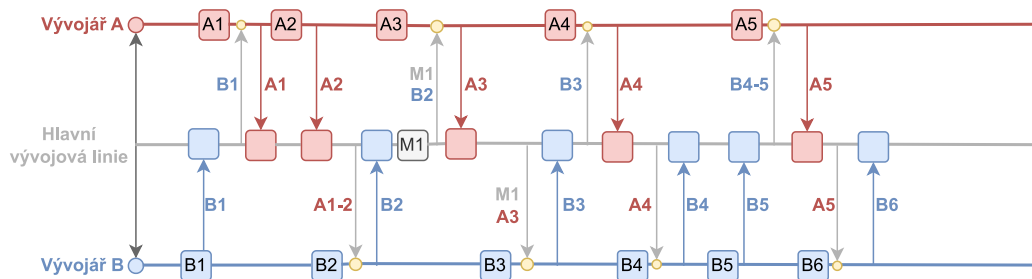 Vývojář A A1 A2 A3 A4 A5
B1 A1 A2 M1 A3 B3 A4 B4-5 A5
B2
Hlavní
vývojová linie
M1
B1 A1-2 B2 M1 B3 A4 B4 B5 A5 B6
A3
Vývojář B B1 B2 B3 B4 B5 B6